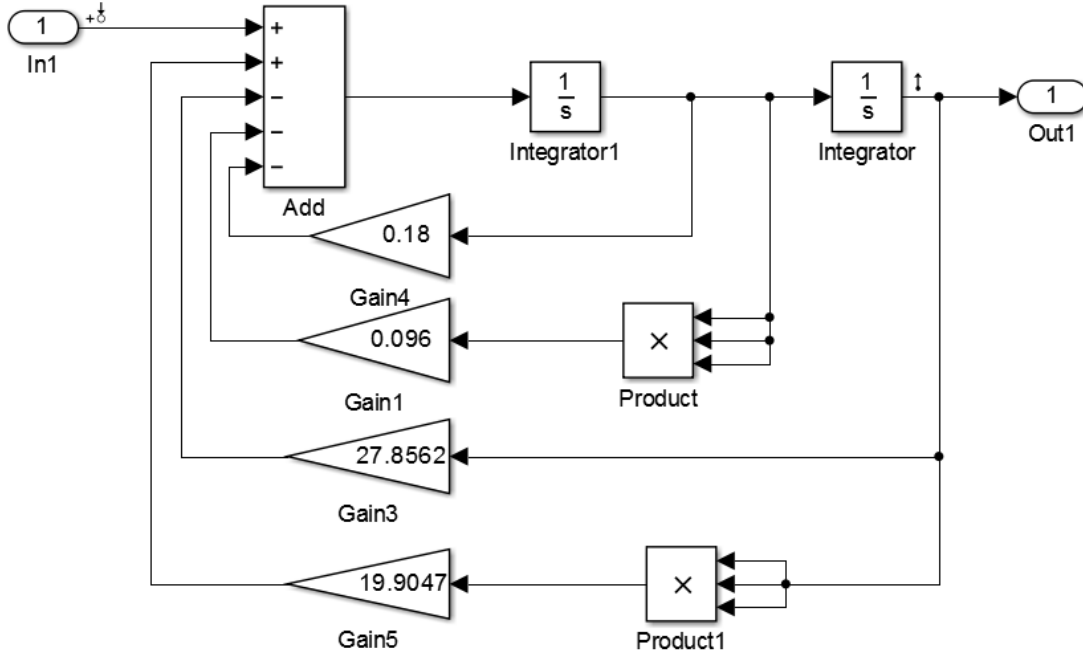 1
In1
+
+
−
−
−
Add
1
s
Integrator1
1
s
Integrator
1
Out1
0.18
Gain4
0.096
Gain1
×
Product
27.8562
Gain3
19.9047
Gain5
×
Product1